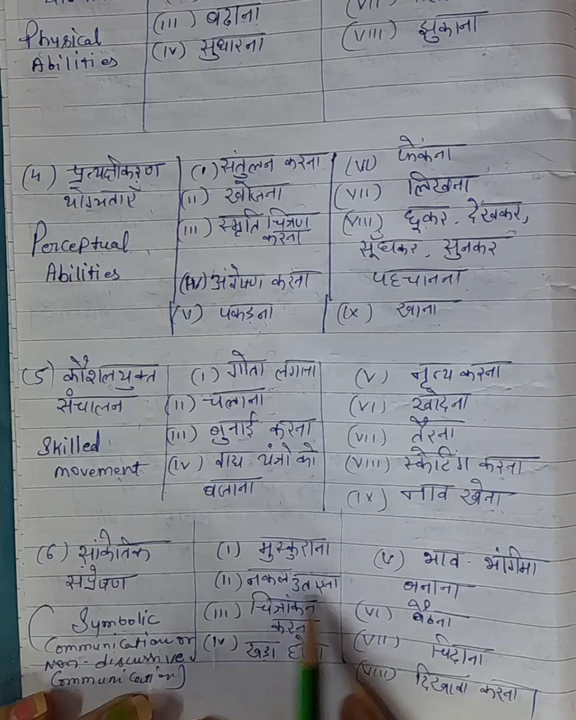 Physical
Abilities
(iii) बढ़ाना
(iv) सुधारना
(viii) झुकाना
(4) प्रत्यक्षीकरण
योग्यताएँ
Perceptual
Abilities
(i) संतुलन करना
(ii) खोजना
(iii) स्मृति चित्रण
करना
(iv) अंवेषण करना
(v) पकड़ना
(vi) फेंकना
(vii) लिखना
(viii) छूकर, देखकर,
सूंघकर, सुनकर
पहचानना
(ix) खाना
(5) कौशलयुक्त
संचालन
Skilled
movement
(i) गोता लगाना
(ii) चलाना
(iii) बुनाई करना
(iv) वाय यंत्रो को
बजाना
(v) नृत्य करना
(vi) खोदना
(vii) तैरना
(viii) स्केटिंग करना
(ix) नाव खेना
(6) सांकेतिक
संप्रेषण
(Symbolic
Communication or
Non-discussive
Communication)
(i) मुस्कुराना
(ii) नकल उतारना
(iii) चित्रांकन
करना
(iv) खड़ा होना
(v) भाव-भंगिमा
बनाना
(vi) बैठना
(vii) चिढ़ाना
(viii) दिखावा करना